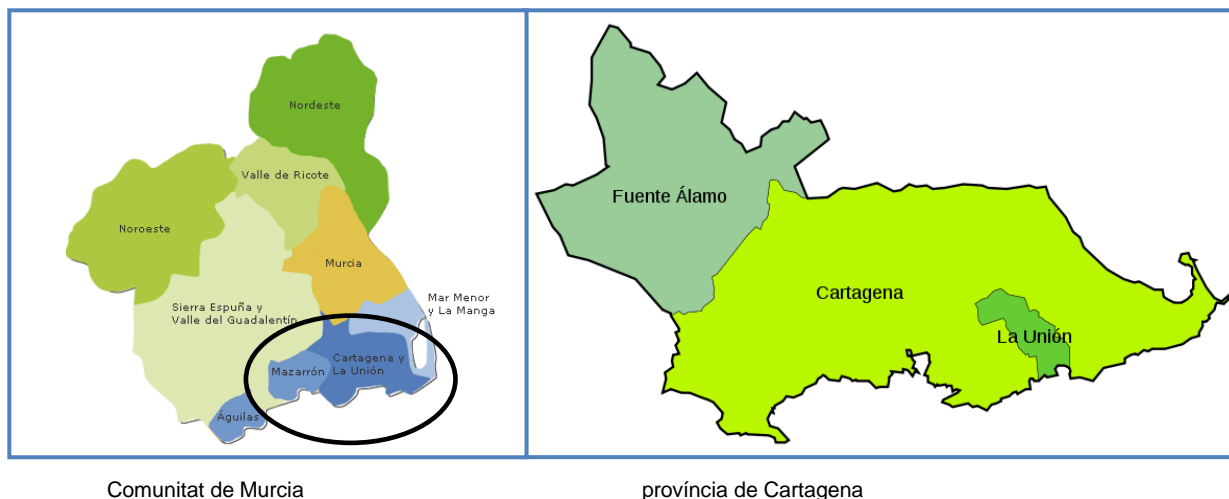 Nordeste
Valle de Ricote
Noroeste
Murcia
Sierra Espuña y
Valle del Guadalentín
Mar Menor
y La Manga
Cartagena y
La Unión
Mazarrón
Águilas
Fuente Álamo
Cartagena
La Unión
Comunitat de Murcia
província de Cartagena